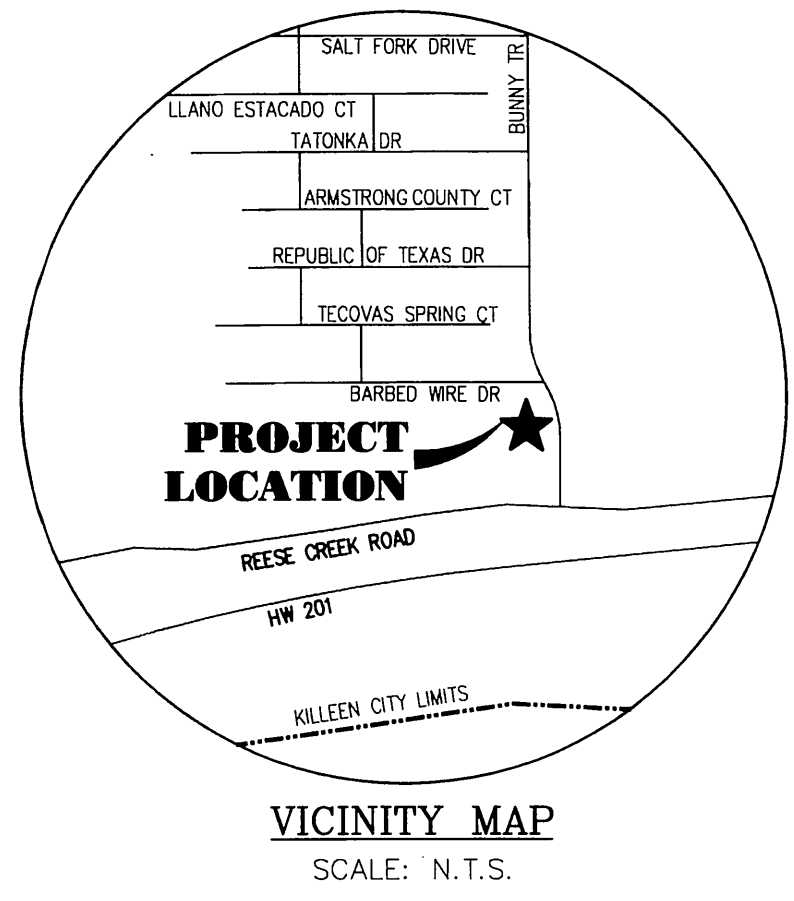 SALT FORK DRIVE
BUNNY TR
LLANO ESTACADO CT
TATONKA DR
ARMSTRONG COUNTY CT
REPUBLIC OF TEXAS DR
TECOVAS SPRING CT
BARBED WIRE DR
PROJECT
LOCATION
REESE CREEK ROAD
HW 201
KILLEEN CITY LIMITS
VICINITY MAP
SCALE: N.T.S.